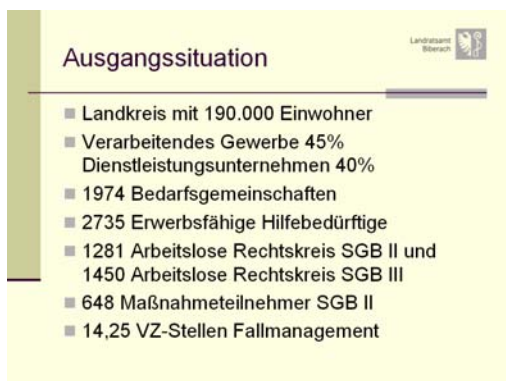 Landratsamt
Biberach
Ausgangssituation
Landkreis mit 190.000 Einwohner
Verarbeitendes Gewerbe 45%
Dienstleistungsunternehmen 40%
1974 Bedarfsgemeinschaften
2735 Erwerbsfähige Hilfebedürftige
1281 Arbeitslose Rechtskreis SGB II und
1450 Arbeitslose Rechtskreis SGB III
648 Maßnahmeteilnehmer SGB II
14,25 VZ-Stellen Fallmanagement